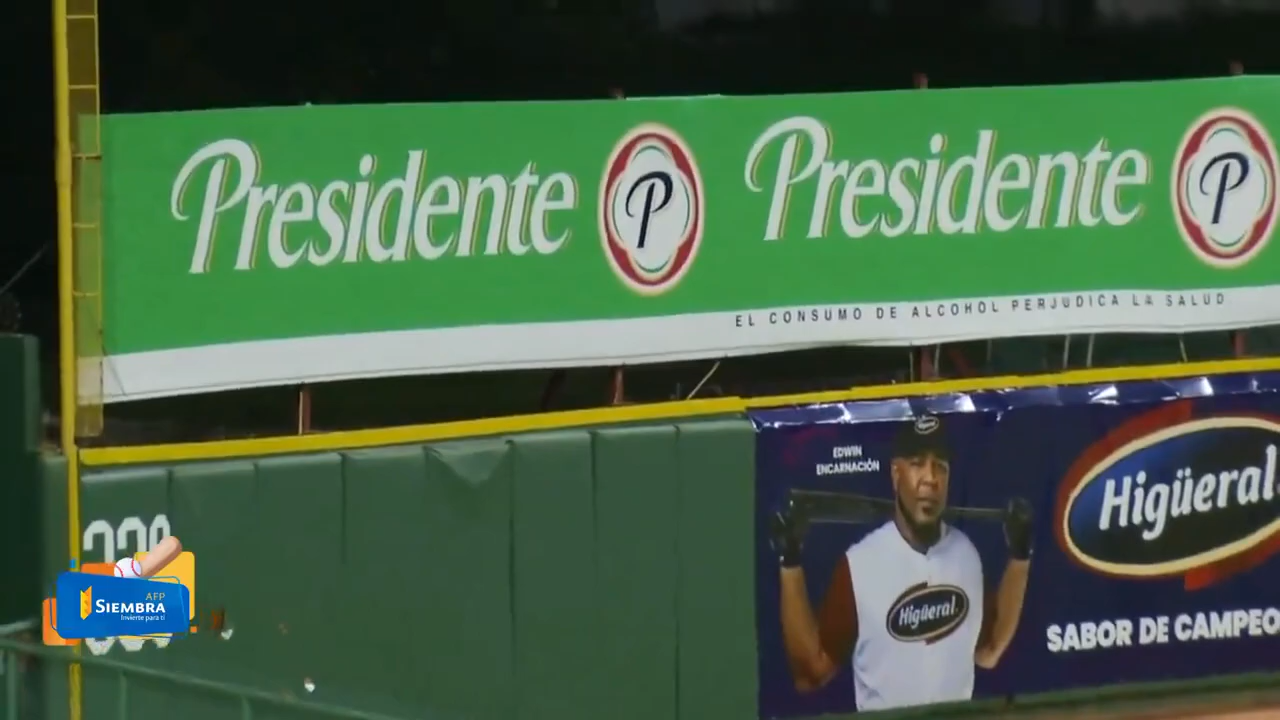 Presidente P Presidente P
EL CONSUMO DE ALCOHOL PERJUDICA LA SALUD
EDWIN
ENCARNACIÓN
Higüeral
Higüeral
Higüeral
SABOR DE CAMPEO
AFP
SIEMBRA
Invierte para ti